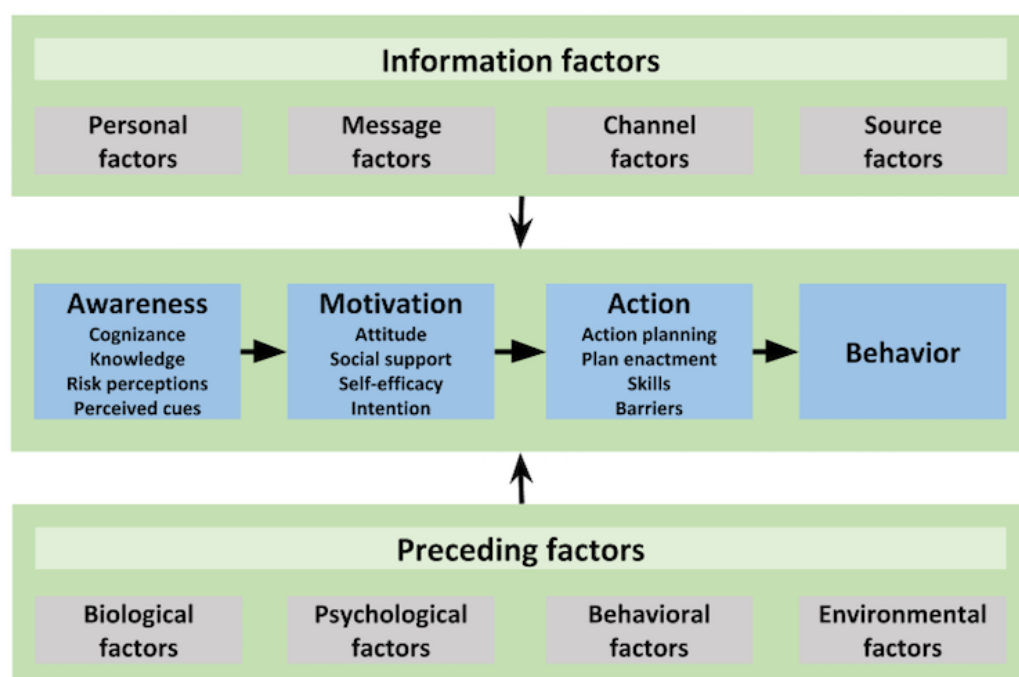 Information factors
Personal
factors
Message
factors
Channel
factors
Source
factors
Awareness
Cognizance
Knowledge
Risk perceptions
Perceived cues
Motivation
Attitude
Social support
Self-efficacy
Intention
Action
Action planning
Plan enactment
Skills
Barriers
Behavior
Preceding factors
Biological
factors
Psychological
factors
Behavioral
factors
Environmental
factors